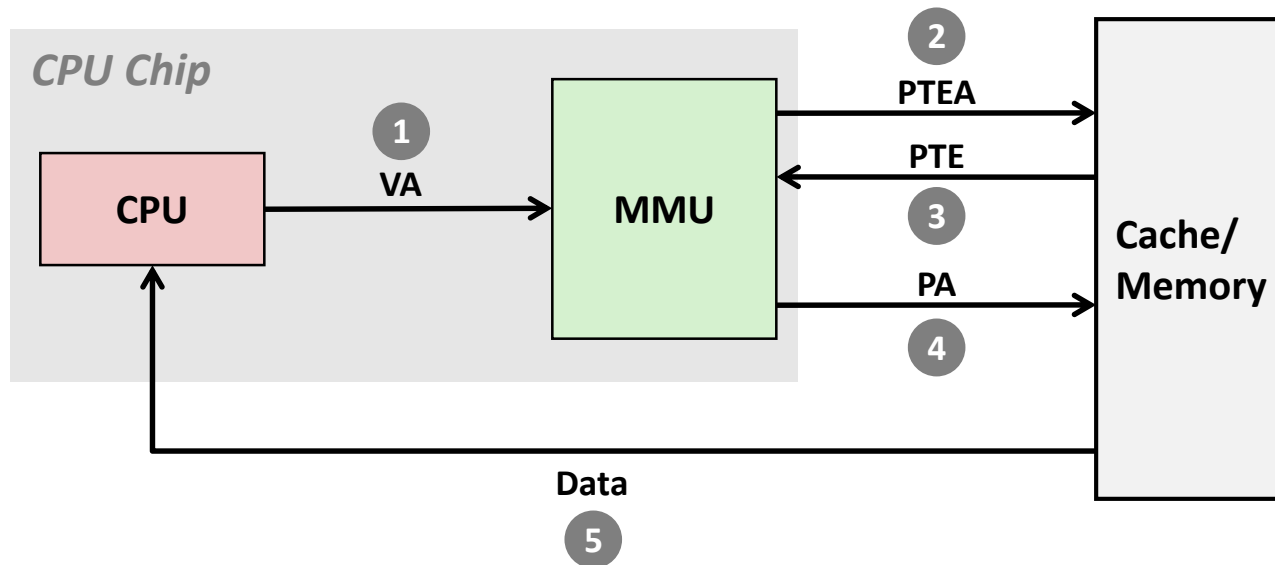 2
CPU Chip
PTEA
1
PTE
VA
CPU
MMU
3
Cache/
Memory
PA
4
Data
5